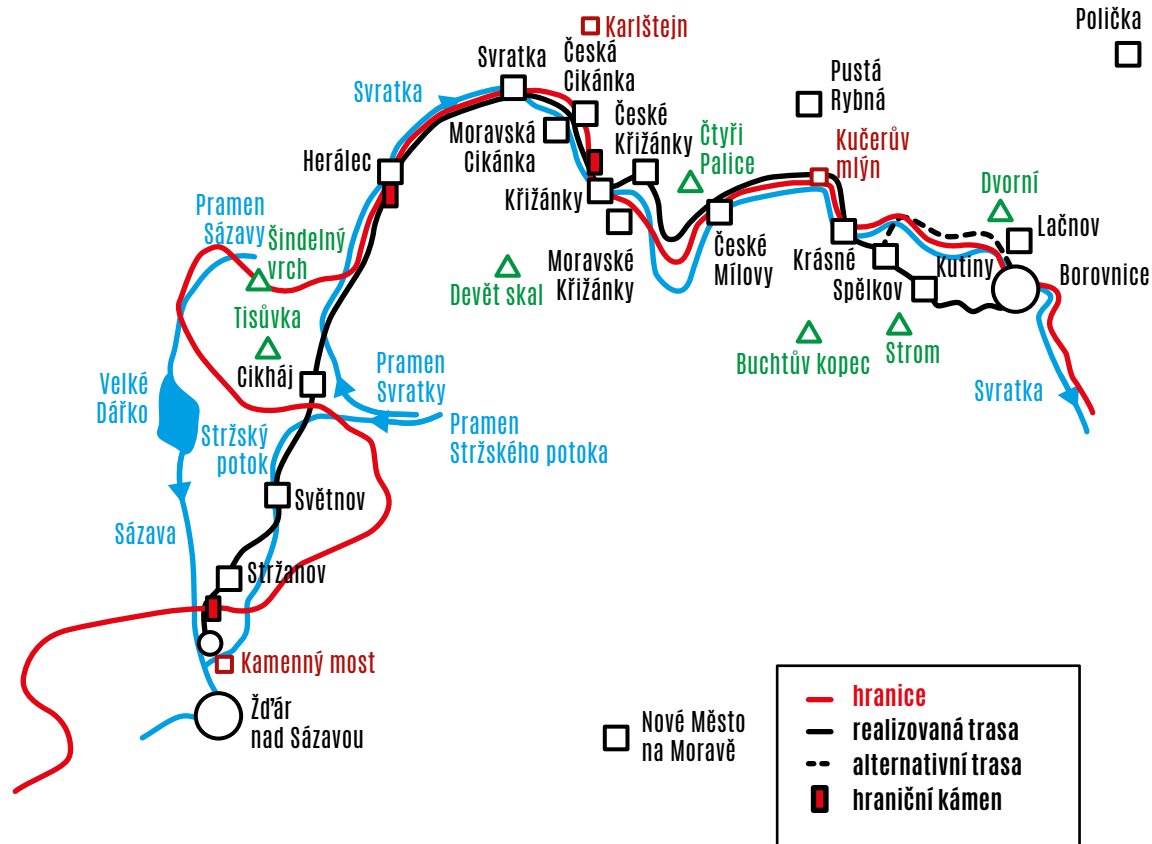 Polička
Karlštejn
Svratka
Česká
Cikánka
Pustá
Rybná
Svratka
České
Křižánky
Čtyři
Palice
Kučerův
mlýn
Moravská
Cikánka
Herálec
Dvorní
Křižánky
Lačnov
Pramen
Sázavy
Šindelný
vrch
Moravské
Křižánky
České
Mílovy
Krásné
Kutiny
Borovnice
Devět skal
Spělkov
Tisůvka
Cikháj
Buchtův kopec
Strom
Pramen
Svratky
Velké
Dářko
Svratka
Stržský
potok
Pramen
Stržského potoka
Světnov
Sázava
Stržanov
Kamenný most
Žďár
nad Sázavou
Nové Město
na Moravě
hranice
realizovaná trasa
alternativní trasa
hraniční kámen